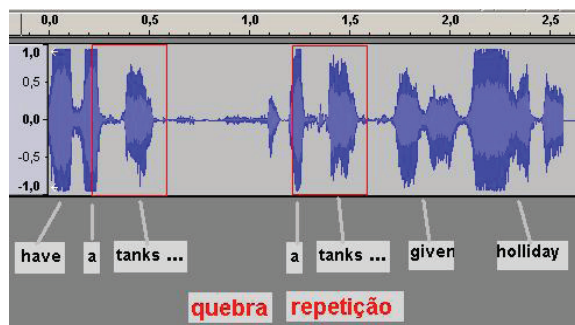 0,0 0,5 1,0 1,5 2,0 2,5
1,0
0,5
0,0
-0,5
-1,0
have a tanks ... a tanks ... given holliday
quebra repetição